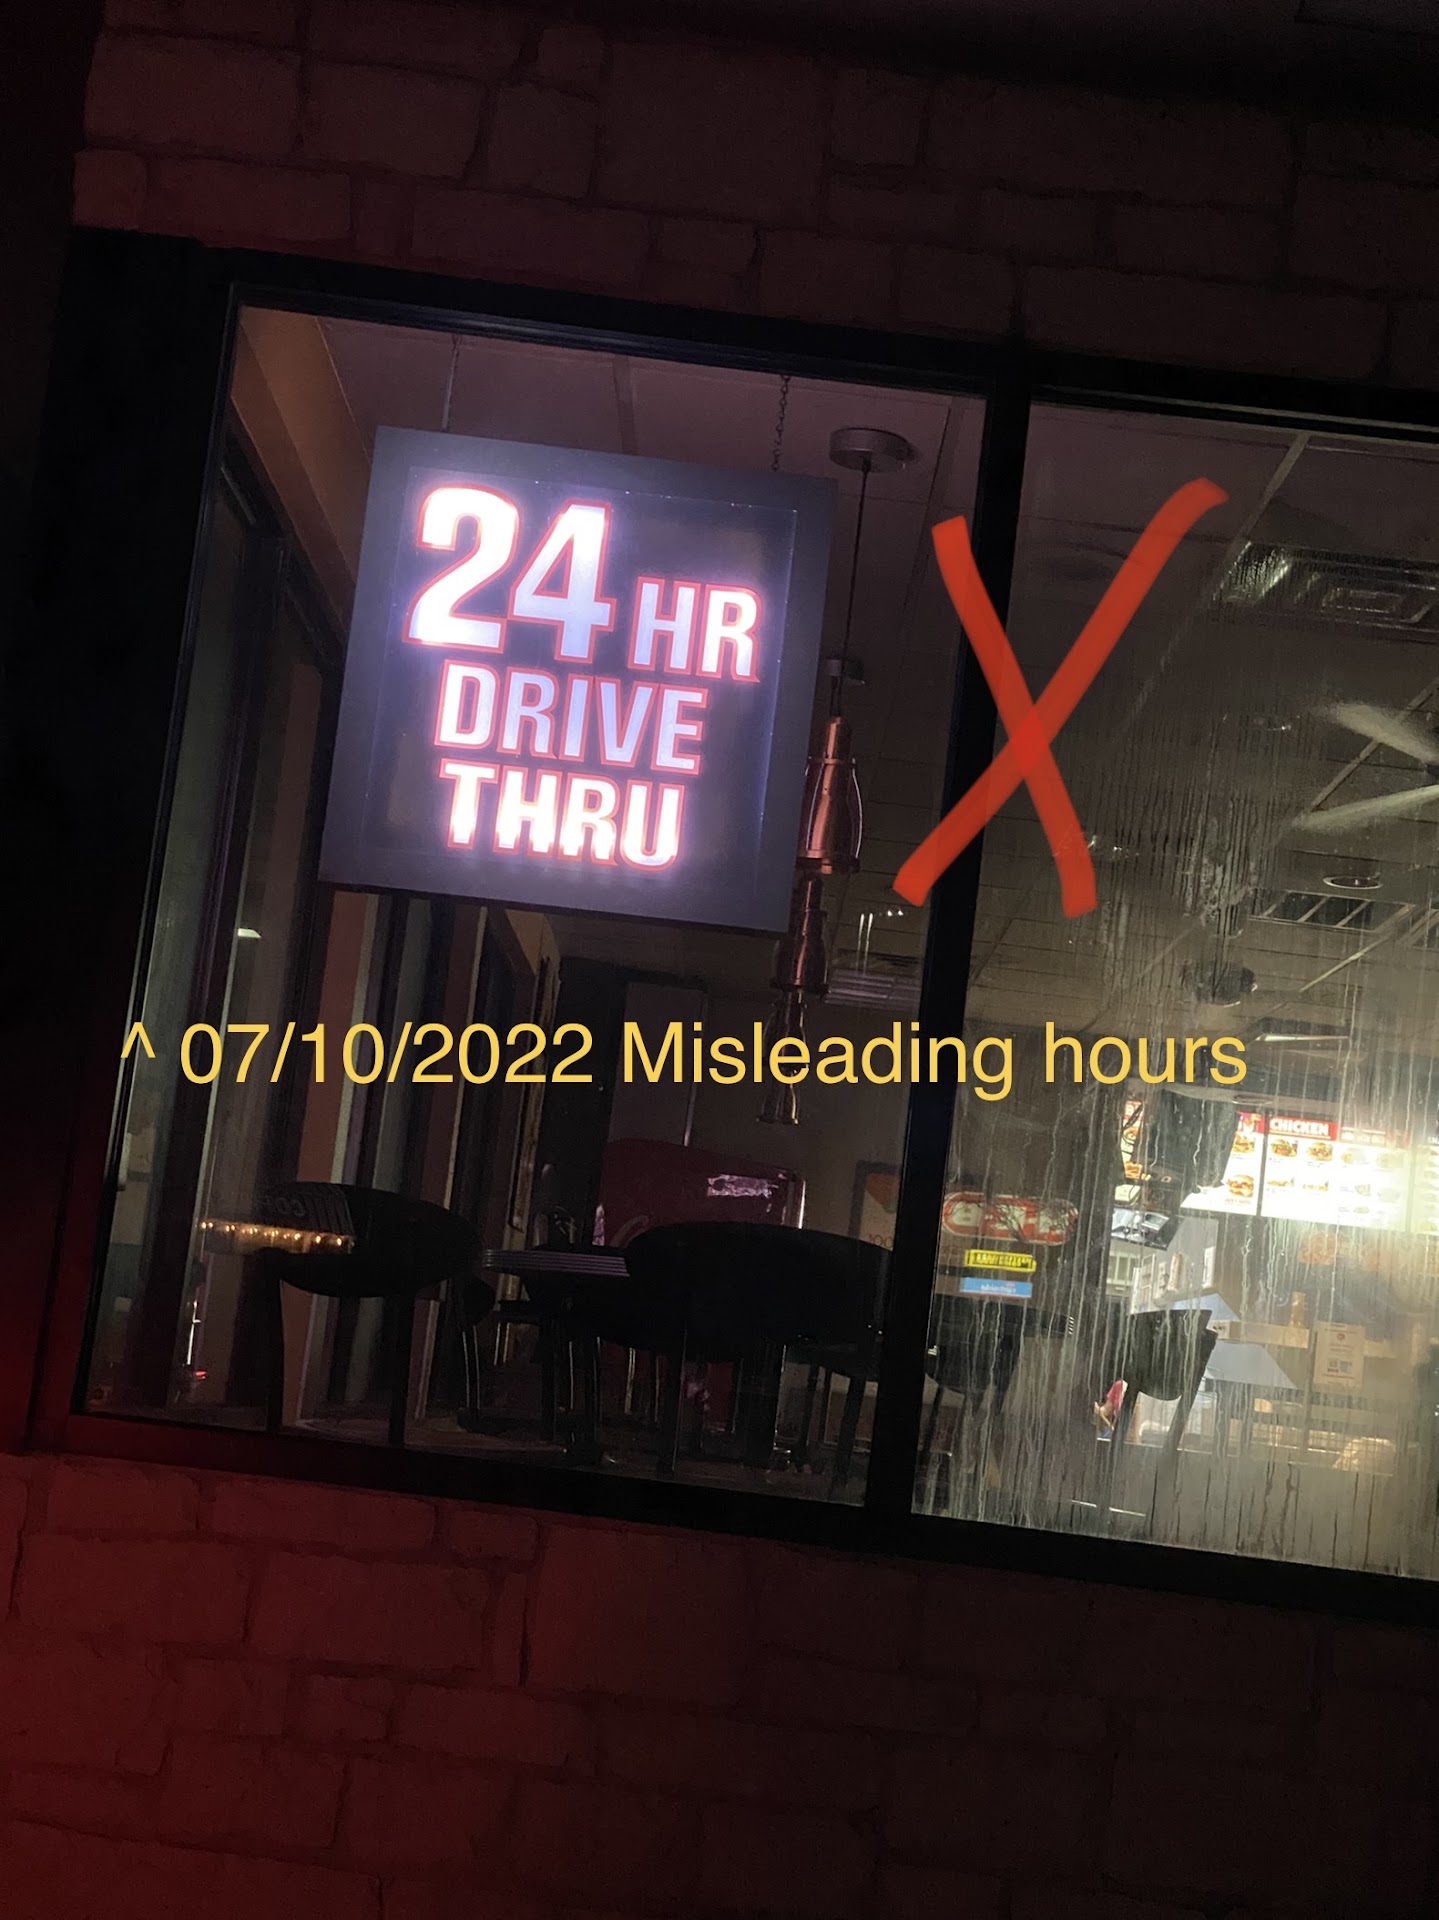 24 HR
DRIVE
THRU
^ 07/10/2022 Misleading hours
CHICKEN